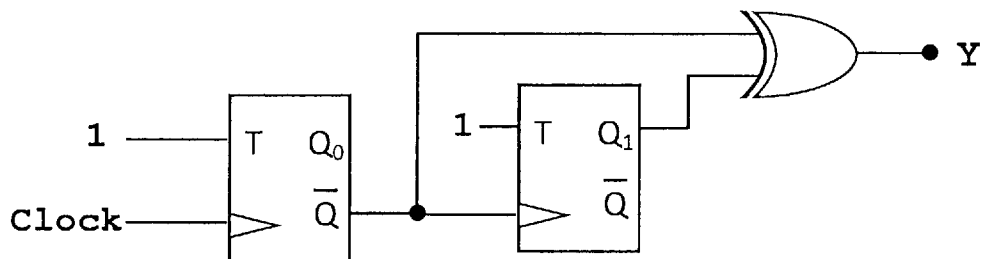 Y
1 T Q₀
1 T Q₁
Clock Q̅
Q̅